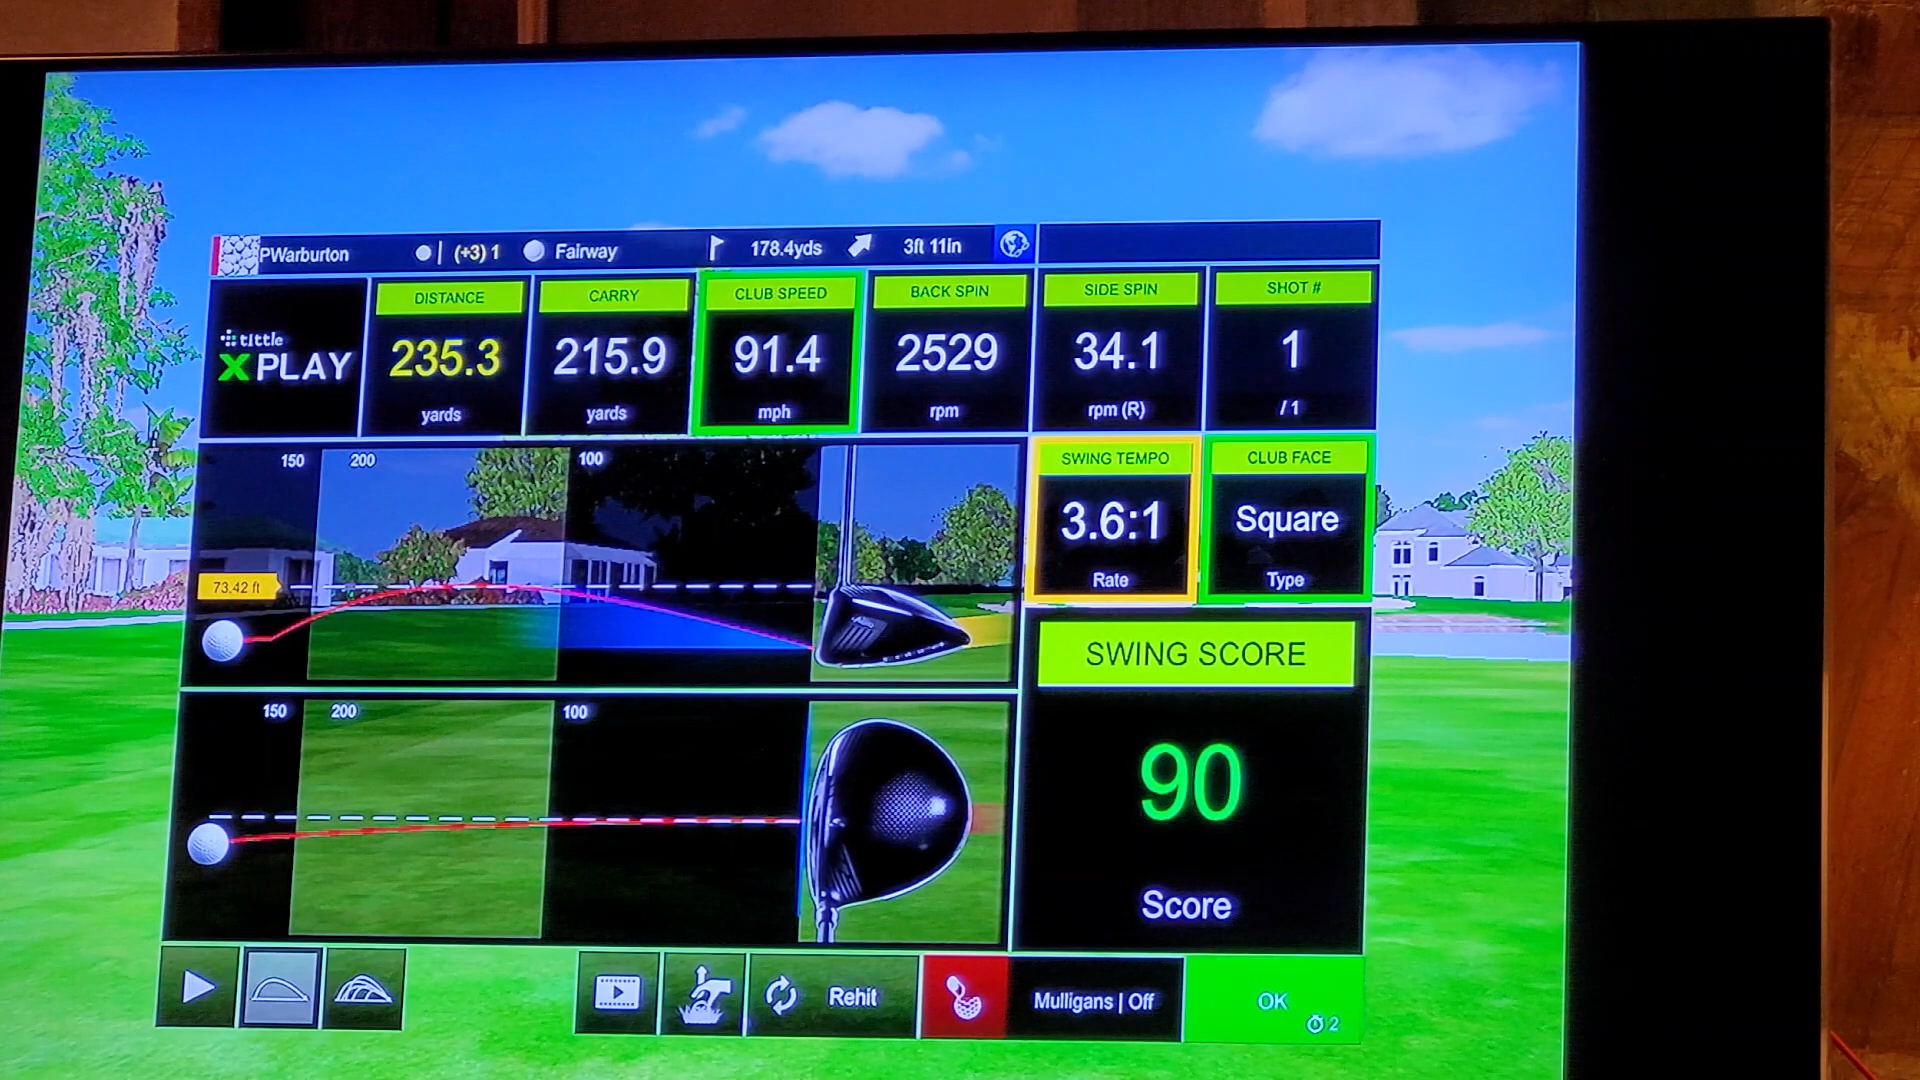 PWarburton (+3) 1 Fairway 178.4yds 3ft 11in
tittle
X PLAY
DISTANCE
235.3
yards
CARRY
215.9
yards
CLUB SPEED
91.4
mph
BACK SPIN
2529
rpm
SIDE SPIN
34.1
rpm (R)
SHOT #
1
/ 1
150 200 100
73.42 ft
SWING TEMPO
3.6:1
Rate
CLUB FACE
Square
Type
150 200 100
SWING SCORE
90
Score
Rehit
Mulligans | Off
OK
2